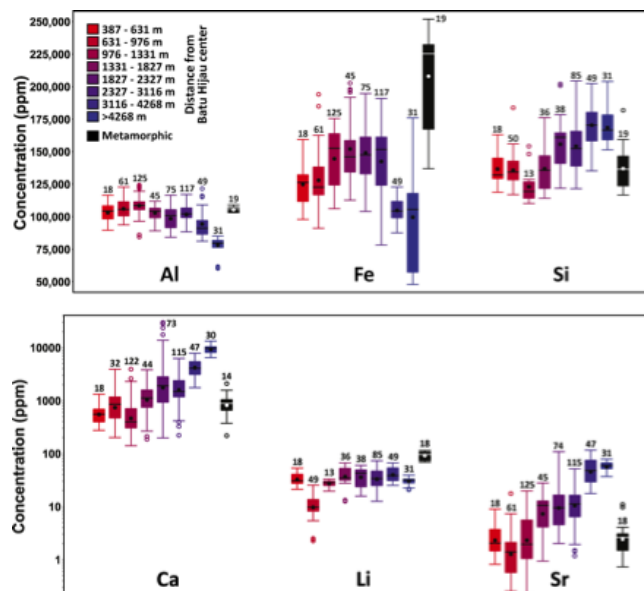 250,000
225,000
200,000
175,000
150,000
125,000
100,000
75,000
50,000
Concentration (ppm)
387 - 631 m
631 - 976 m
976 - 1331 m
1331 - 1827 m
1827 - 2327 m
2327 - 3116 m
3116 - 4268 m
>4268 m
Metamorphic
Distance from
Batu Hijau center
18 61 125 45 75 117 49 31 19
18 61 125 45 75 117 49 31 19
18 50 13 36 38 85 49 31 19
Al Fe Si
10000
1000
100
10
1
Concentration (ppm)
18 32 122 44 73 115 47 30 14
18 49 13 36 38 85 49 31 18
18 61 125 45 74 115 47 31 18
Ca Li Sr